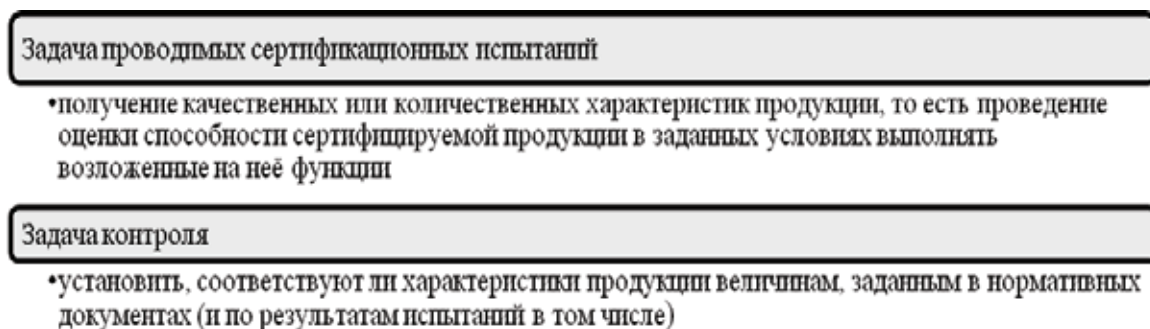 Задача проводимых сертификационных испытаний
•получение качественных или количественных характеристик продукции, то есть проведение
оценки способности сертифицируемой продукции в заданных условиях выполнять
возложенные на неё функции
Задача контроля
•установить, соответствуют ли характеристики продукции величинам, заданным в нормативных
документах (и по результатам испытаний в том числе)